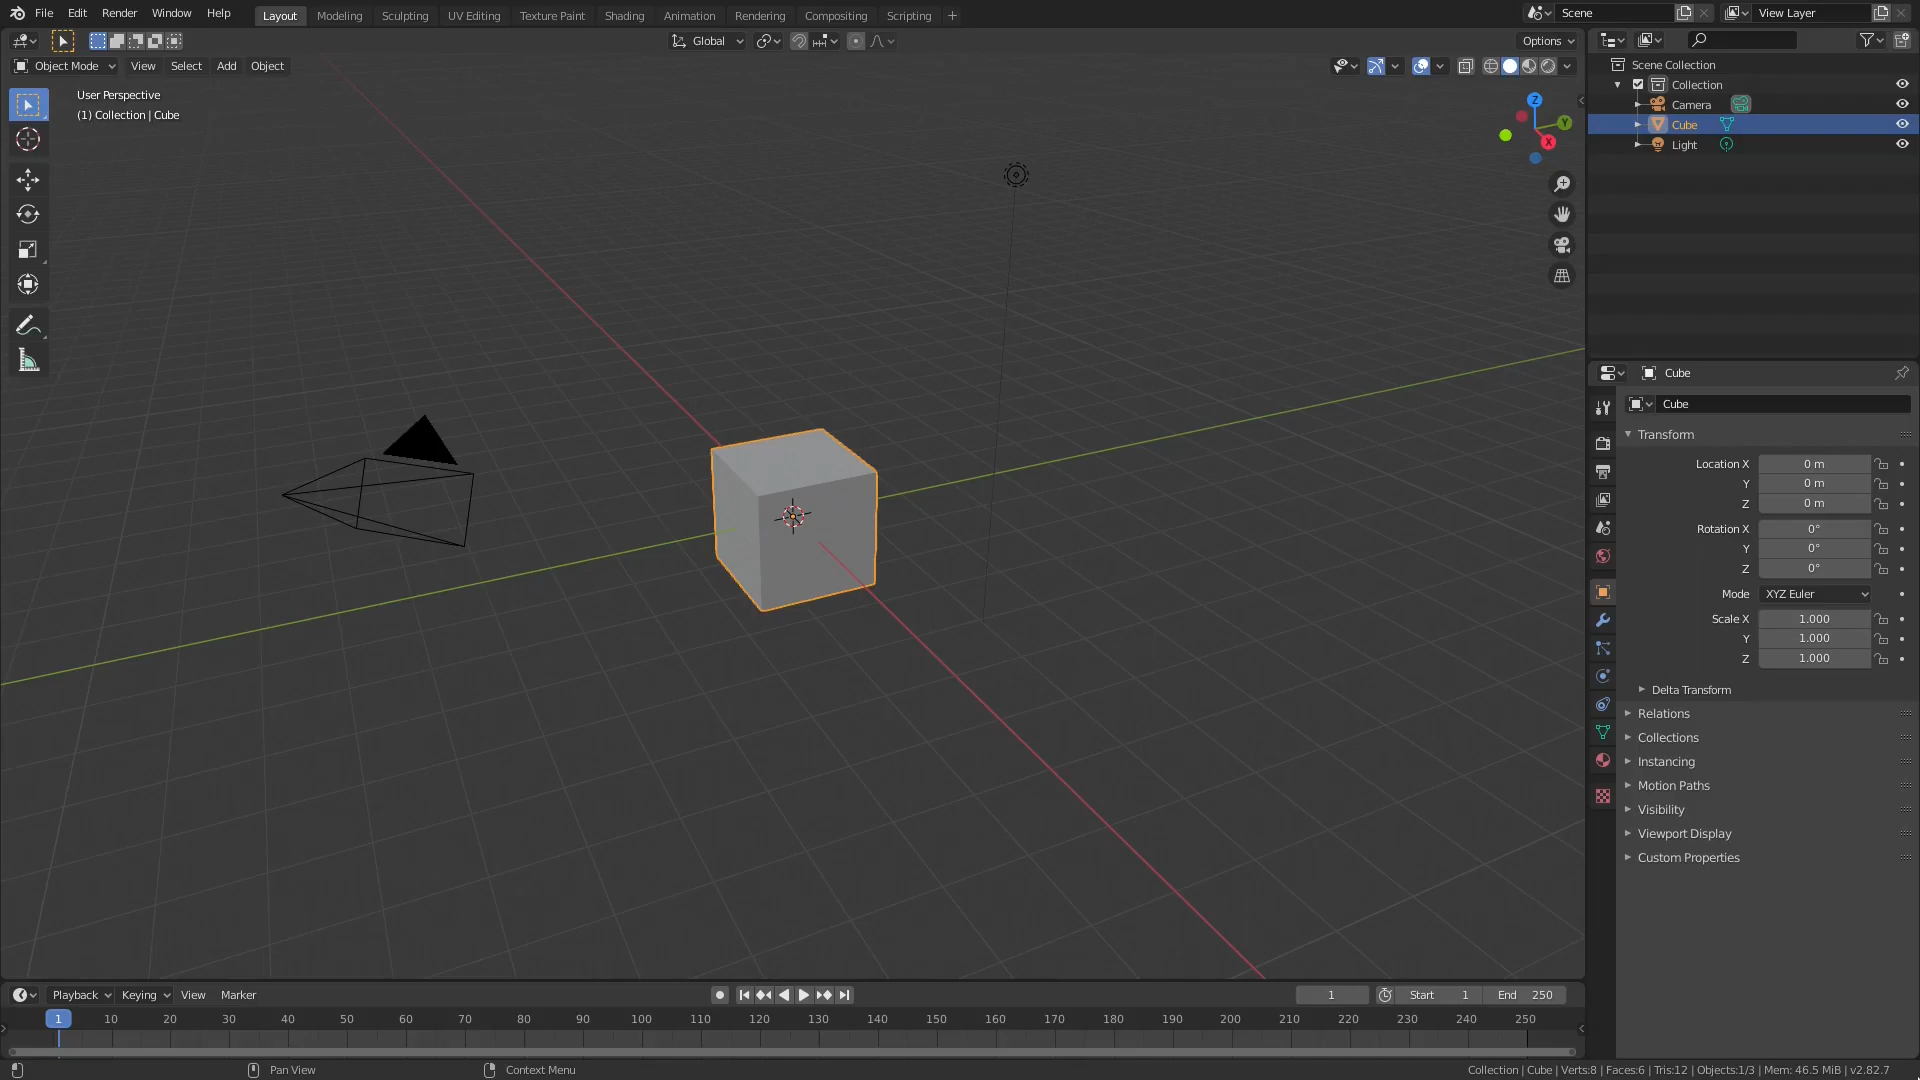 File Edit Render Window Help
Layout Modeling Sculpting UV Editing Texture Paint Shading Animation Rendering Compositing Scripting +
Scene
View Layer
Global
Options
Object Mode View Select Add Object
User Perspective
(1) Collection | Cube
Z
Y
X
Scene Collection
Collection
Camera
Cube
Light
Cube
Cube
Transform
Location X 0 m
Y 0 m
Z 0 m
Rotation X 0°
Y 0°
Z 0°
Mode XYZ Euler
Scale X 1.000
Y 1.000
Z 1.000
Delta Transform
Relations
Collections
Instancing
Motion Paths
Visibility
Viewport Display
Custom Properties
Playback Keying View Marker
1
Start 1
End 250
1 10 20 30 40 50 60 70 80 90 100 110 120 130 140 150 160 170 180 190 200 210 220 230 240 250
Pan View
Context Menu
Collection | Cube | Verts:8 | Faces:6 | Tris:12 | Objects:1/3 | Mem: 46.5 MiB | v2.82.7